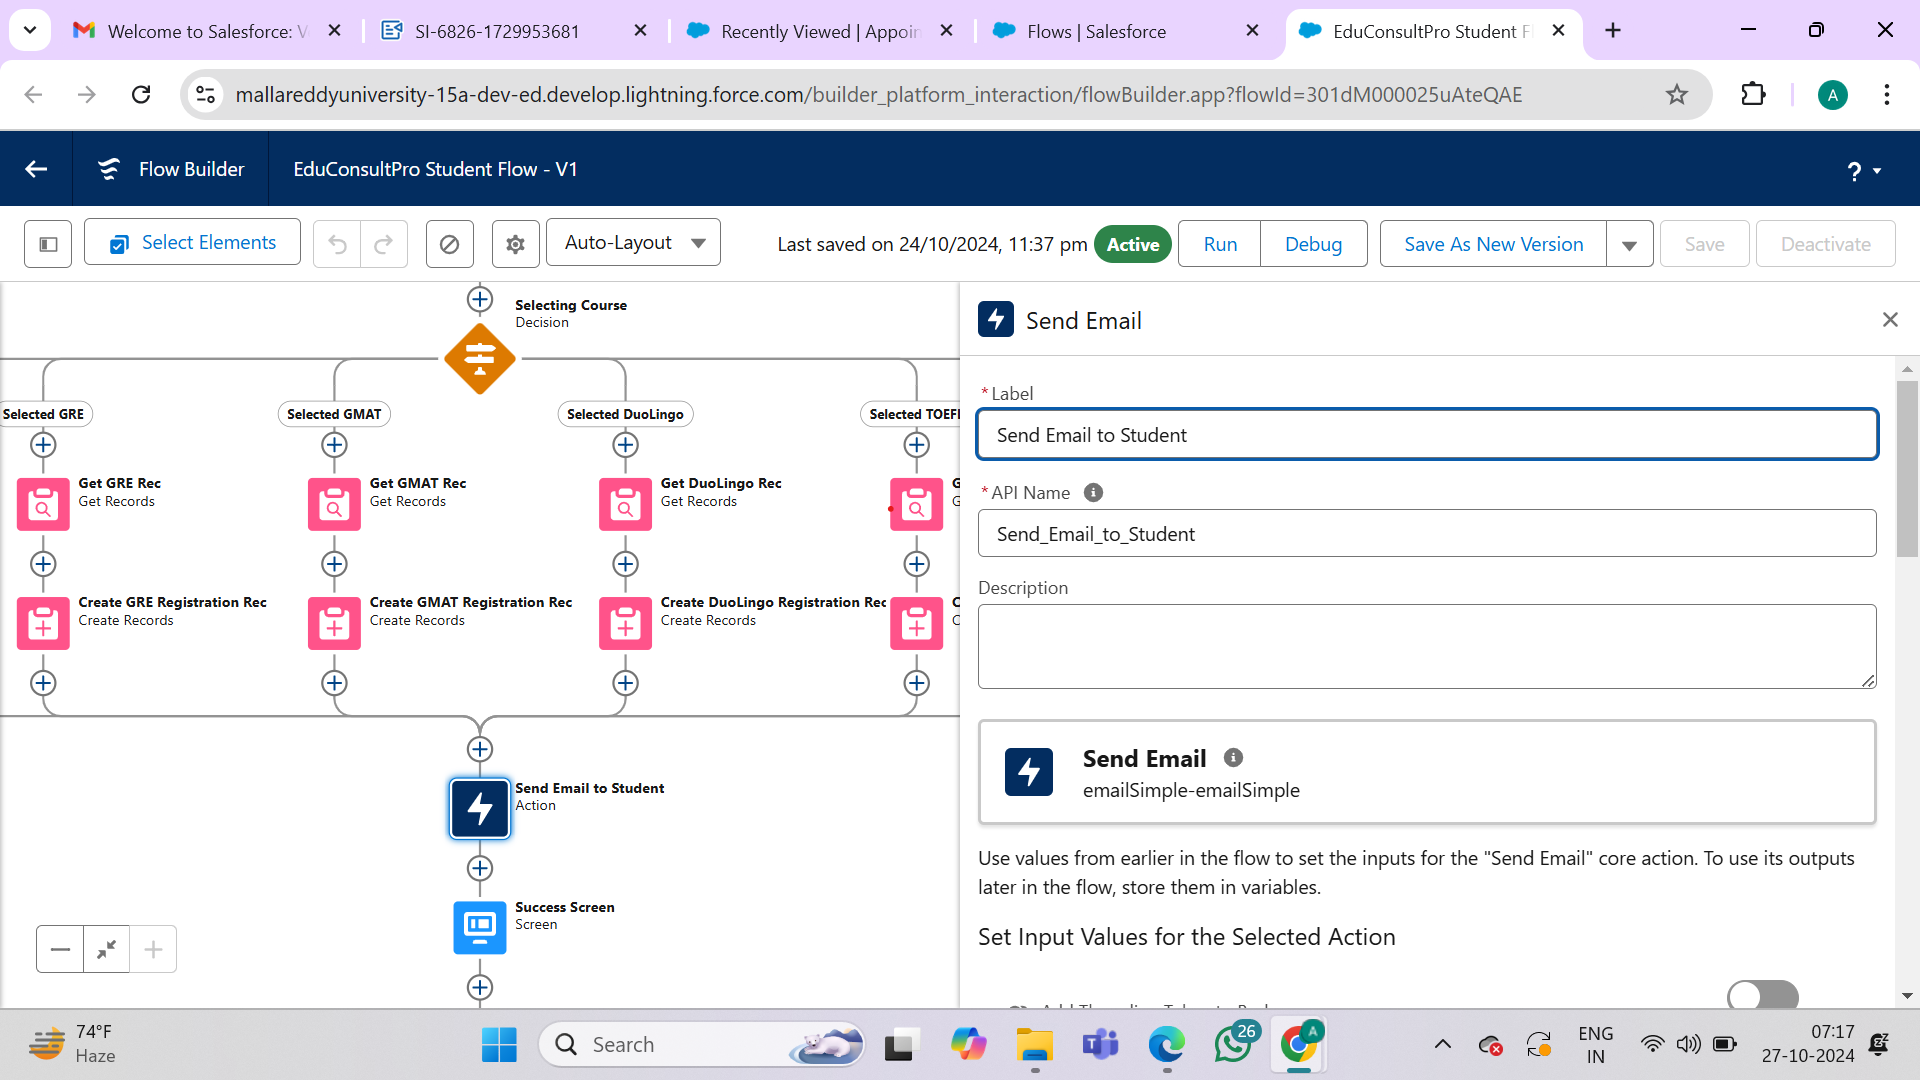 Welcome to Salesforce: V
SI-6826-1729953681
Recently Viewed | Appoin
Flows | Salesforce
EduConsultPro Student F
mallareddyuniversity-15a-dev-ed.develop.lightning.force.com/builder_platform_interaction/flowBuilder.app?flowId=301dM000025uAteQAE
A
Flow Builder
EduConsultPro Student Flow - V1
?
Select Elements
Auto-Layout
Last saved on 24/10/2024, 11:37 pm
Active
Run
Debug
Save As New Version
Save
Deactivate
Selecting Course
Decision
Selected GRE
Selected GMAT
Selected DuoLingo
Selected TOEFL
Get GRE Rec
Get Records
Get GMAT Rec
Get Records
Get DuoLingo Rec
Get Records
G
G
Create GRE Registration Rec
Create Records
Create GMAT Registration Rec
Create Records
Create DuoLingo Registration Rec
Create Records
C
C
Send Email to Student
Action
Success Screen
Screen
Send Email
*Label
Send Email to Student
*API Name
Send_Email_to_Student
Description
Send Email
emailSimple-emailSimple
Use values from earlier in the flow to set the inputs for the "Send Email" core action. To use its outputs
later in the flow, store them in variables.
Set Input Values for the Selected Action
74°F
Haze
Search
26
A
ENG
IN
07:17
27-10-2024